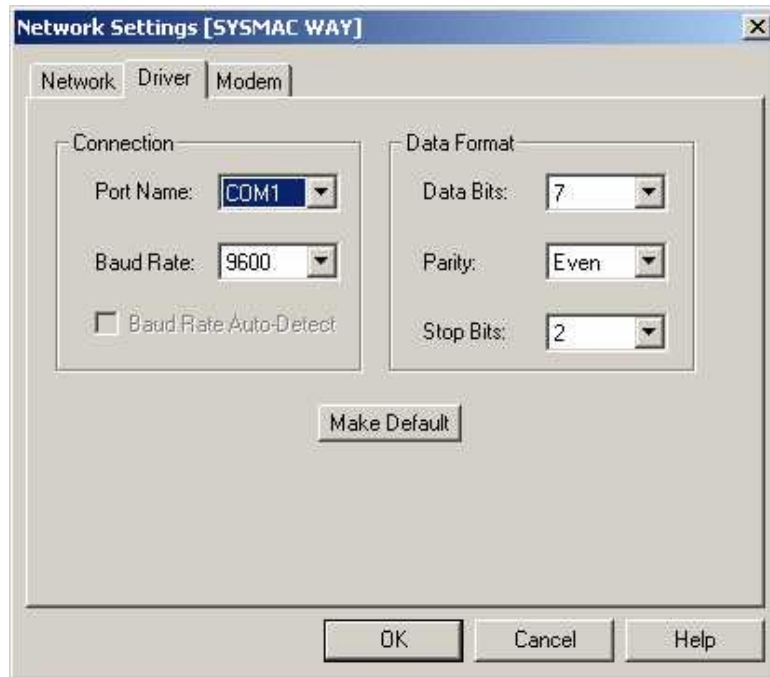 Network Settings [SYSMAC WAY]
Network Driver Modem
Connection
Port Name: COM1
Baud Rate: 9600
Baud Rate Auto-Detect
Data Format
Data Bits: 7
Parity: Even
Stop Bits: 2
Make Default
OK Cancel Help